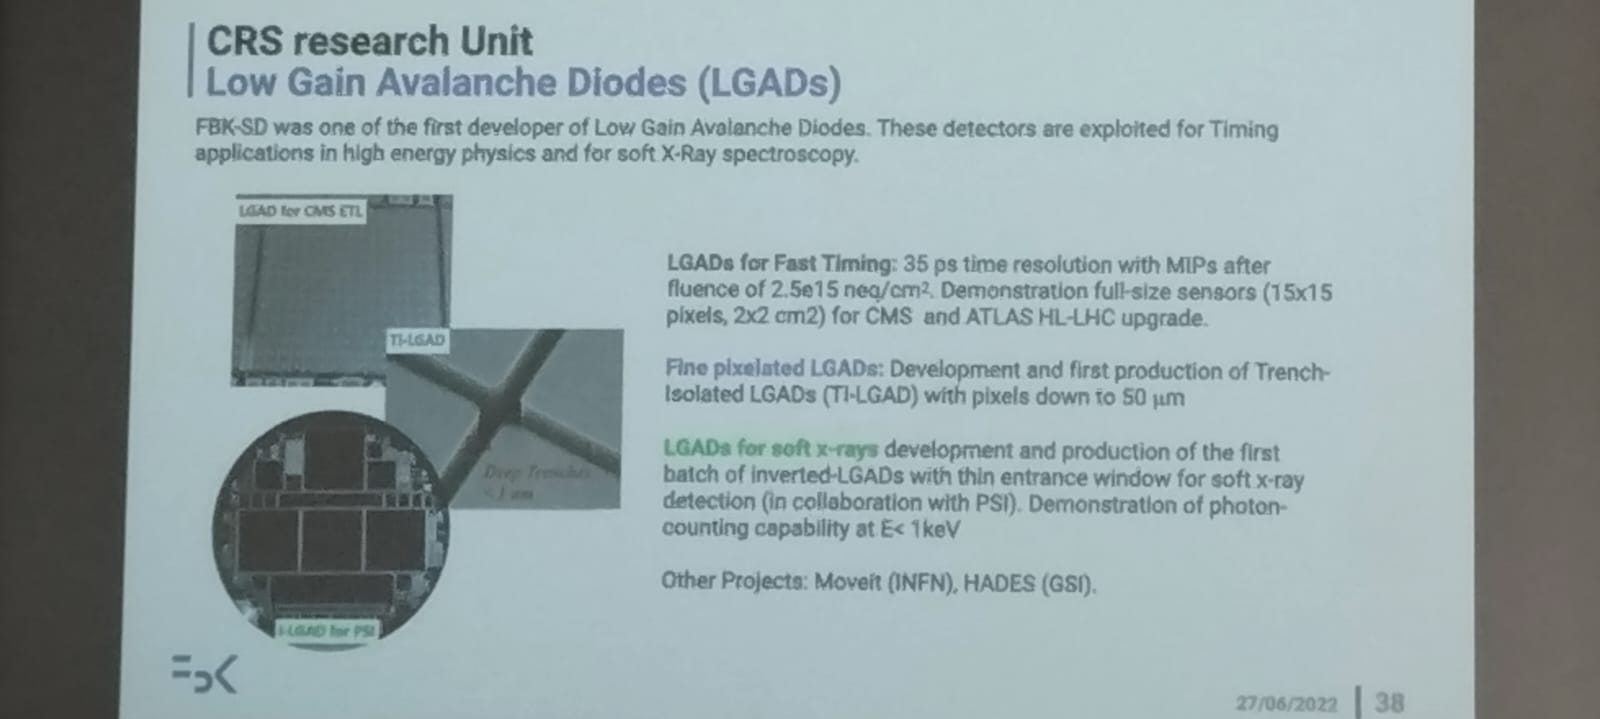 CRS research Unit
Low Gain Avalanche Diodes (LGADs)
FBK-SD was one of the first developer of Low Gain Avalanche Diodes. These detectors are exploited for Timing
applications in high energy physics and for soft X-Ray spectroscopy.
LGAD for CMS ETL
TI-LGAD
Deep Trenches
< 1 um
i-LGAD for PSI
LGADs for Fast Timing: 35 ps time resolution with MIPs after
fluence of 2.5e15 neq/cm². Demonstration full-size sensors (15x15
pixels, 2x2 cm2) for CMS and ATLAS HL-LHC upgrade.
Fine pixelated LGADs: Development and first production of Trench-
Isolated LGADs (TI-LGAD) with pixels down to 50 μm
LGADs for soft x-rays development and production of the first
batch of inverted-LGADs with thin entrance window for soft x-ray
detection (in collaboration with PSI). Demonstration of photon-
counting capability at E< 1keV
Other Projects: MoveIt (INFN), HADES (GSI).
FBK
27/06/2022 | 38